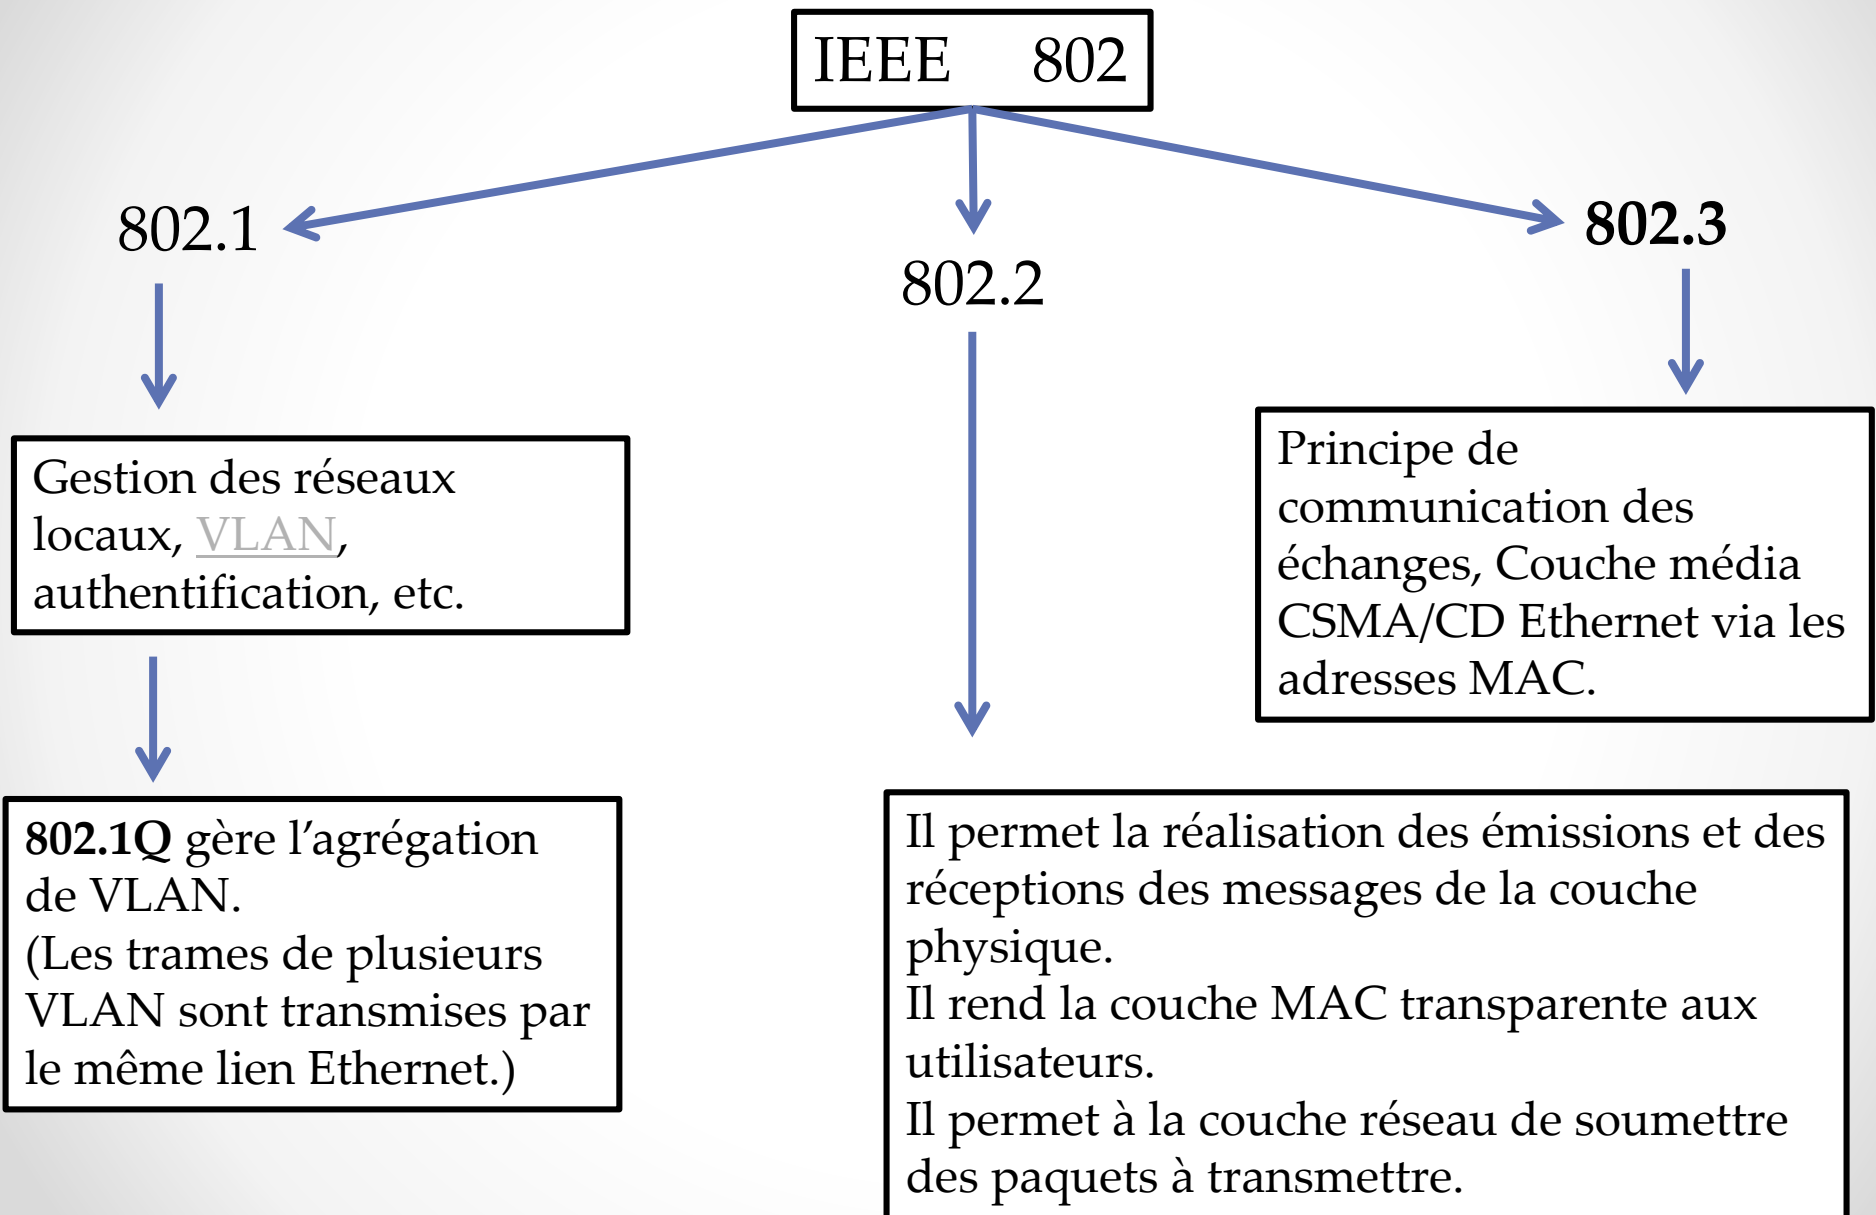 IEEE 802
802.1
802.2
802.3
Gestion des réseaux
locaux, VLAN,
authentification, etc.
Principe de
communication des
échanges, Couche média
CSMA/CD Ethernet via les
adresses MAC.
802.1Q gère l’agrégation
de VLAN.
(Les trames de plusieurs
VLAN sont transmises par
le même lien Ethernet.)
Il permet la réalisation des émissions et des
réceptions des messages de la couche
physique.
Il rend la couche MAC transparente aux
utilisateurs.
Il permet à la couche réseau de soumettre
des paquets à transmettre.